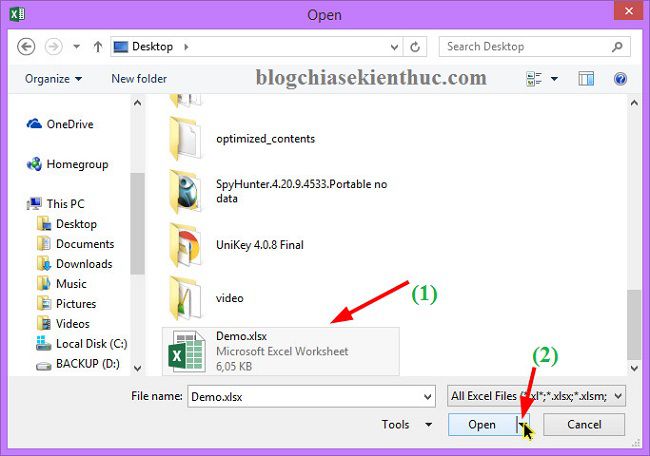 Open
Desktop
Search Desktop
Organize
New folder
blogchiasekienthuc.com
OneDrive
Homegroup
This PC
Desktop
Documents
Downloads
Music
Pictures
Videos
Local Disk (C:)
BACKUP (D:)
optimized_contents
SpyHunter.4.20.9.4533.Portable no
data
UniKey 4.0.8 Final
video
(1)
Demo.xlsx
Microsoft Excel Worksheet
6,05 KB
(2)
File name:
Demo.xlsx
All Excel Files (*.xl*;*.xlsx;*.xlsm;
Tools
Open
Cancel